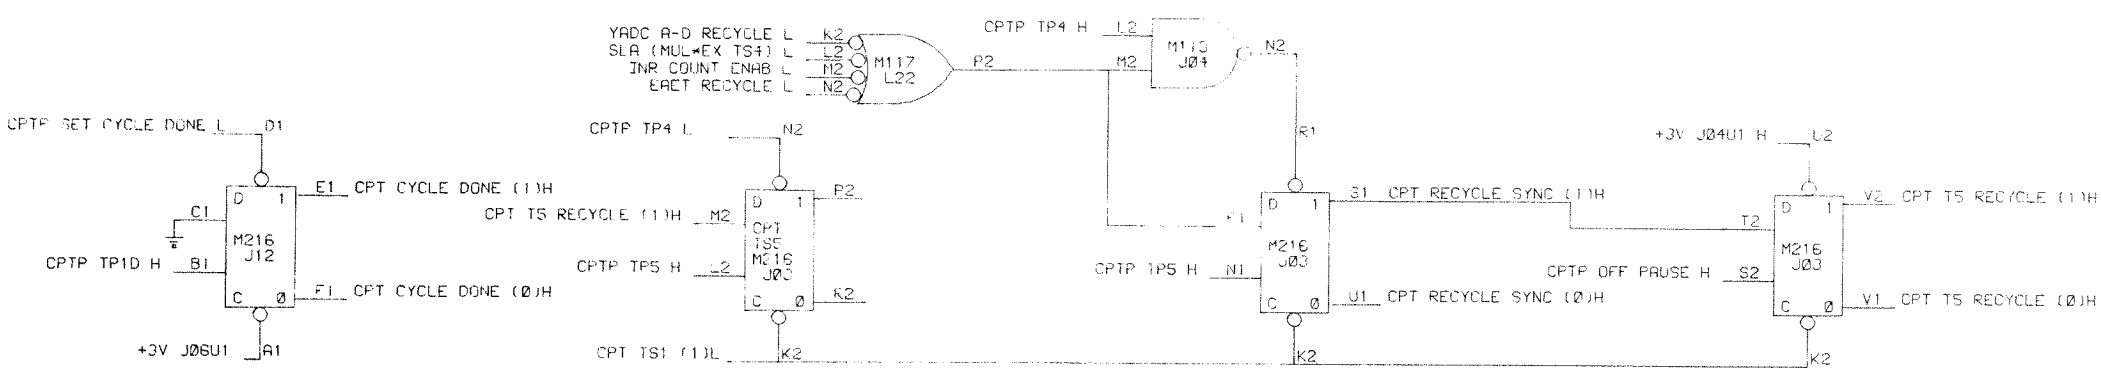 YADC A-D RECYCLE L K2
SLA (MUL*EX TS4) L L2
INR COUNT ENAB L M2
EAET RECYCLE L N2
M117
L22
P2
CPTP TP4 H L2
M2
M113
J04
N2
R1
CPTP SET CYCLE DONE L D1
D 1
C1
M216
J12
CPTP TP1D H B1
C 0
E1 CPT CYCLE DONE (1)H
F1 CPT CYCLE DONE (0)H
+3V J06U1 A1
CPTP TP4 L N2
CPT T5 RECYCLE (1)H M2
D 1
CPT
TS5
M216
J03
CPTP TP5 H L2
C 0
P2
R2
CPT TS1 (1)L K2
D 1
M216
J03
CPTP TP5 H N1
C 0
S1 CPT RECYCLE SYNC (1)H
U1 CPT RECYCLE SYNC (0)H
K2
+3V J04U1 H U2
T2
D 1
M216
J03
CPTP OFF PAUSE H S2
C 0
V2 CPT T5 RECYCLE (1)H
V1 CPT T5 RECYCLE (0)H
K2